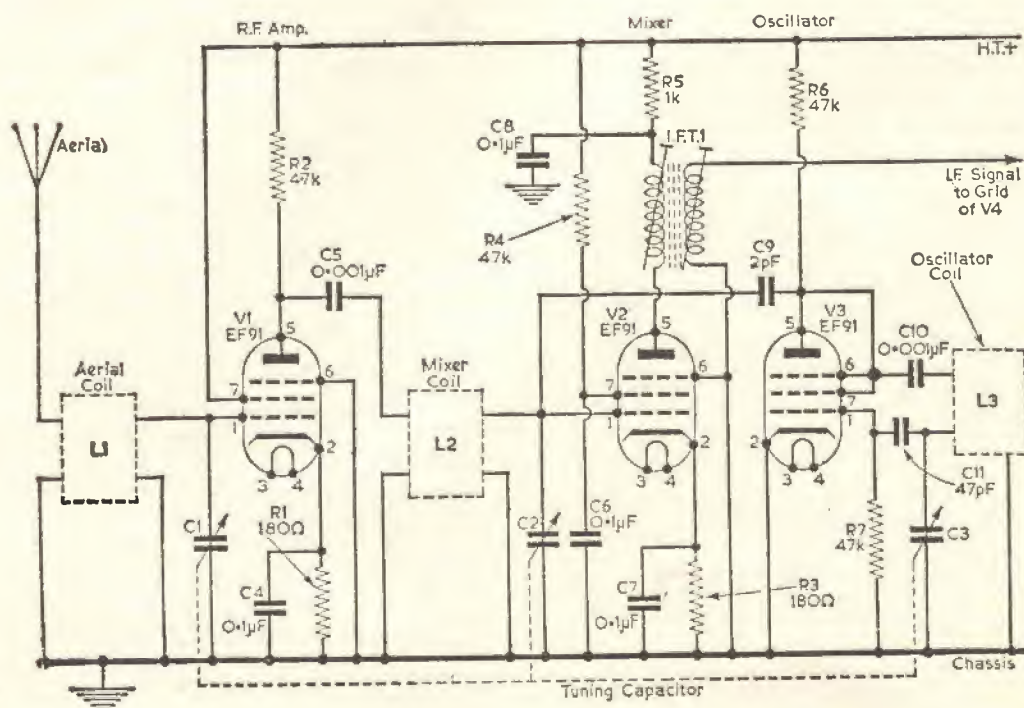 R.F. Amp.
Mixer
Oscillator
H.T.+
Aerial
R2
47k
C8
0·1µF
R5
1k
R6
47k
I.F.T.1
I.F. Signal
to Grid
of V4
R4
47k
C5
0·001µF
C9
2pF
Oscillator
Coil
V1
EF91
5
6
7
1
2
3
4
V2
EF91
5
6
7
1
2
3
4
V3
EF91
5
6
7
1
2
3
4
C10
0·001µF
L3
Aerial
Coil
L1
Mixer
Coil
L2
C11
47pF
C1
R1
180Ω
C4
0·1µF
C2
C6
0·1µF
C7
0·1µF
R3
180Ω
R7
47k
C3
Chassis
Tuning Capacitor